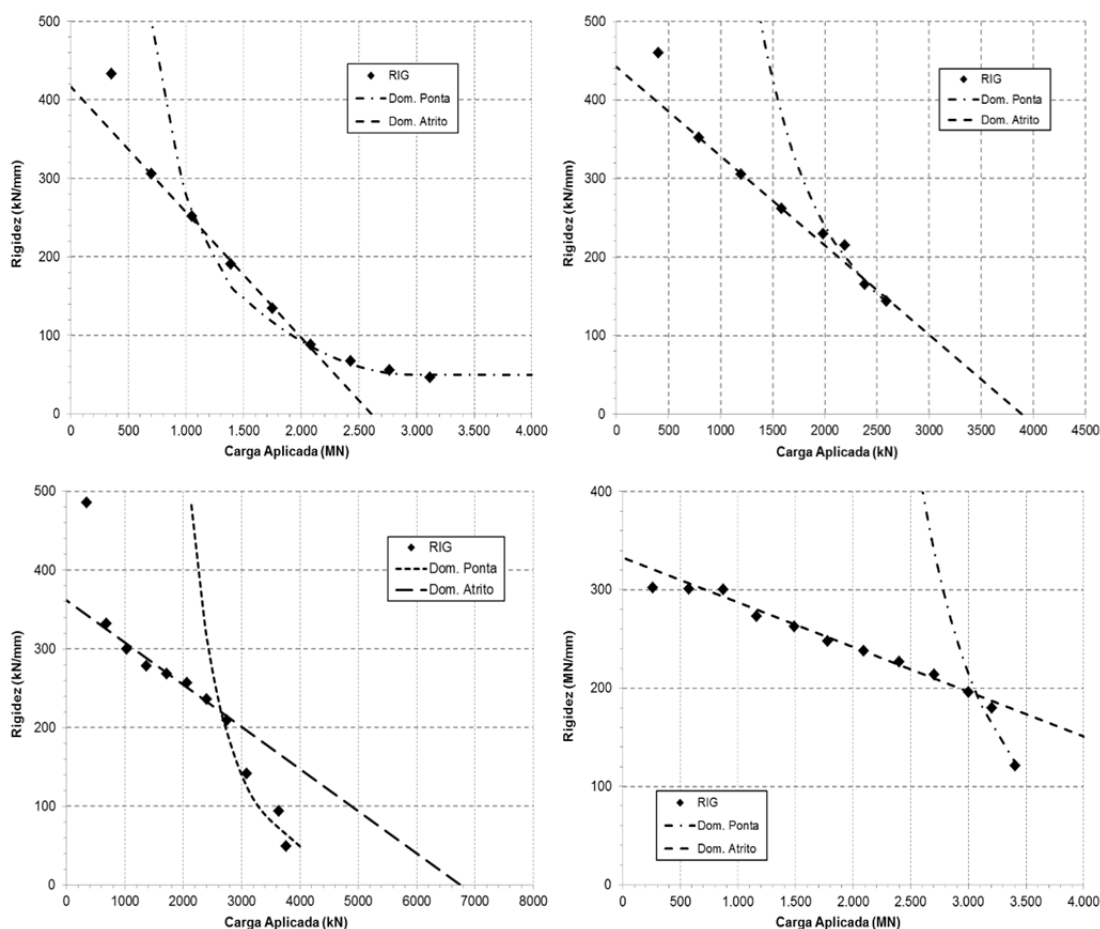 500
400
300
200
100
0
Rigidez (kN/mm)
RIG
Dom. Ponta
Dom. Atrito
0 500 1.000 1.500 2.000 2.500 3.000 3.500 4.000
Carga Aplicada (MN)
500
400
300
200
100
0
Rigidez (kN/mm)
RIG
Dom. Ponta
Dom. Atrito
0 500 1000 1500 2000 2500 3000 3500 4000 4500
Carga Aplicada (kN)
500
400
300
200
100
0
Rigidez (kN/mm)
RIG
Dom. Ponta
Dom. Atrito
0 1000 2000 3000 4000 5000 6000 7000 8000
Carga Aplicada (kN)
400
300
200
100
0
Rigidez (MN/mm)
RIG
Dom. Ponta
Dom. Atrito
0 500 1.000 1.500 2.000 2.500 3.000 3.500 4.000
Carga Aplicada (MN)